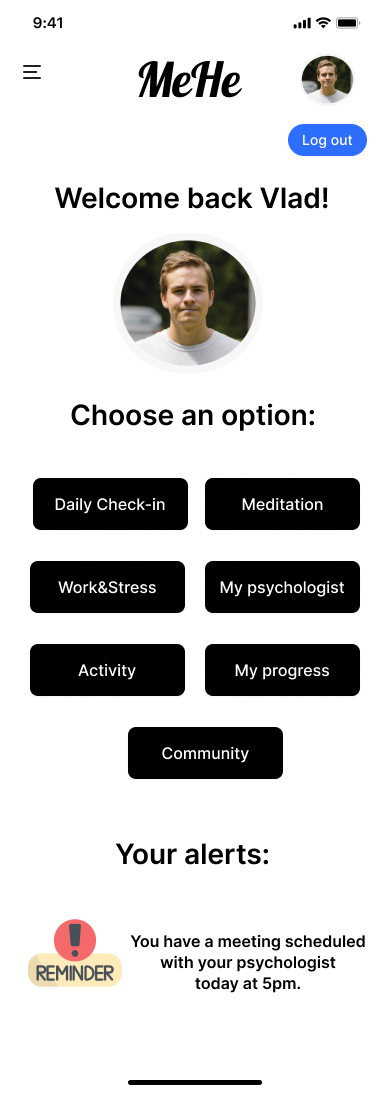 9:41
MeHe
Log out
Welcome back Vlad!
Choose an option:
Daily Check-in
Meditation
Work&Stress
My psychologist
Activity
My progress
Community
Your alerts:
REMINDER
You have a meeting scheduled
with your psychologist
today at 5pm.